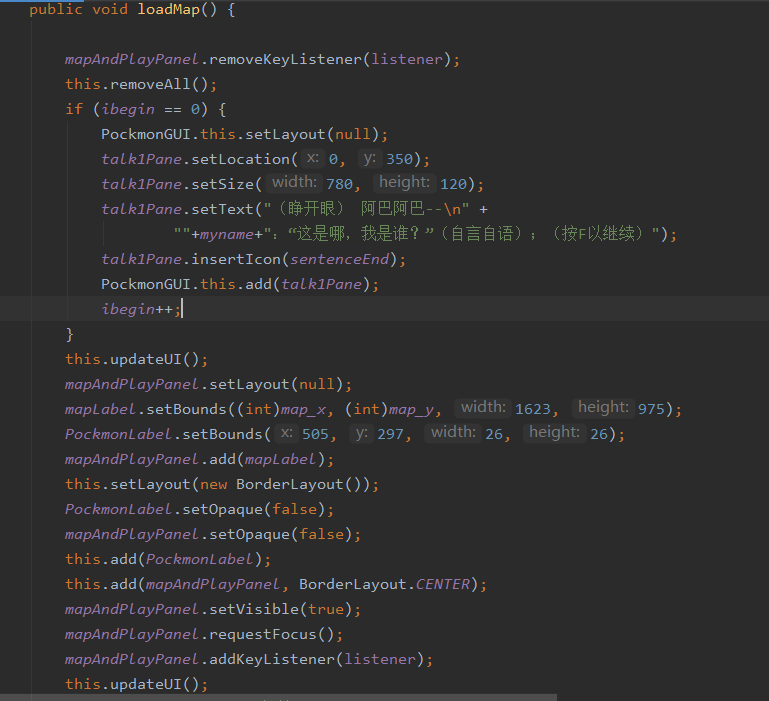 public void loadMap() {
mapAndPlayPanel.removeKeyListener(listener);
this.removeAll();
if (ibegin == 0) {
PockmonGUI.this.setLayout(null);
talk1Pane.setLocation( x: 0, y: 350);
talk1Pane.setSize( width: 780, height: 120);
talk1Pane.setText("（睁开眼） 阿巴阿巴--\n" +
""+myname+"：“这是哪，我是谁？”（自言自语）；（按F以继续）");
talk1Pane.insertIcon(sentenceEnd);
PockmonGUI.this.add(talk1Pane);
ibegin++;
}
this.updateUI();
mapAndPlayPanel.setLayout(null);
mapLabel.setBounds((int)map_x, (int)map_y, width: 1623, height: 975);
PockmonLabel.setBounds( x: 505, y: 297, width: 26, height: 26);
mapAndPlayPanel.add(mapLabel);
this.setLayout(new BorderLayout());
PockmonLabel.setOpaque(false);
mapAndPlayPanel.setOpaque(false);
this.add(PockmonLabel);
this.add(mapAndPlayPanel, BorderLayout.CENTER);
mapAndPlayPanel.setVisible(true);
mapAndPlayPanel.requestFocus();
mapAndPlayPanel.addKeyListener(listener);
this.updateUI();